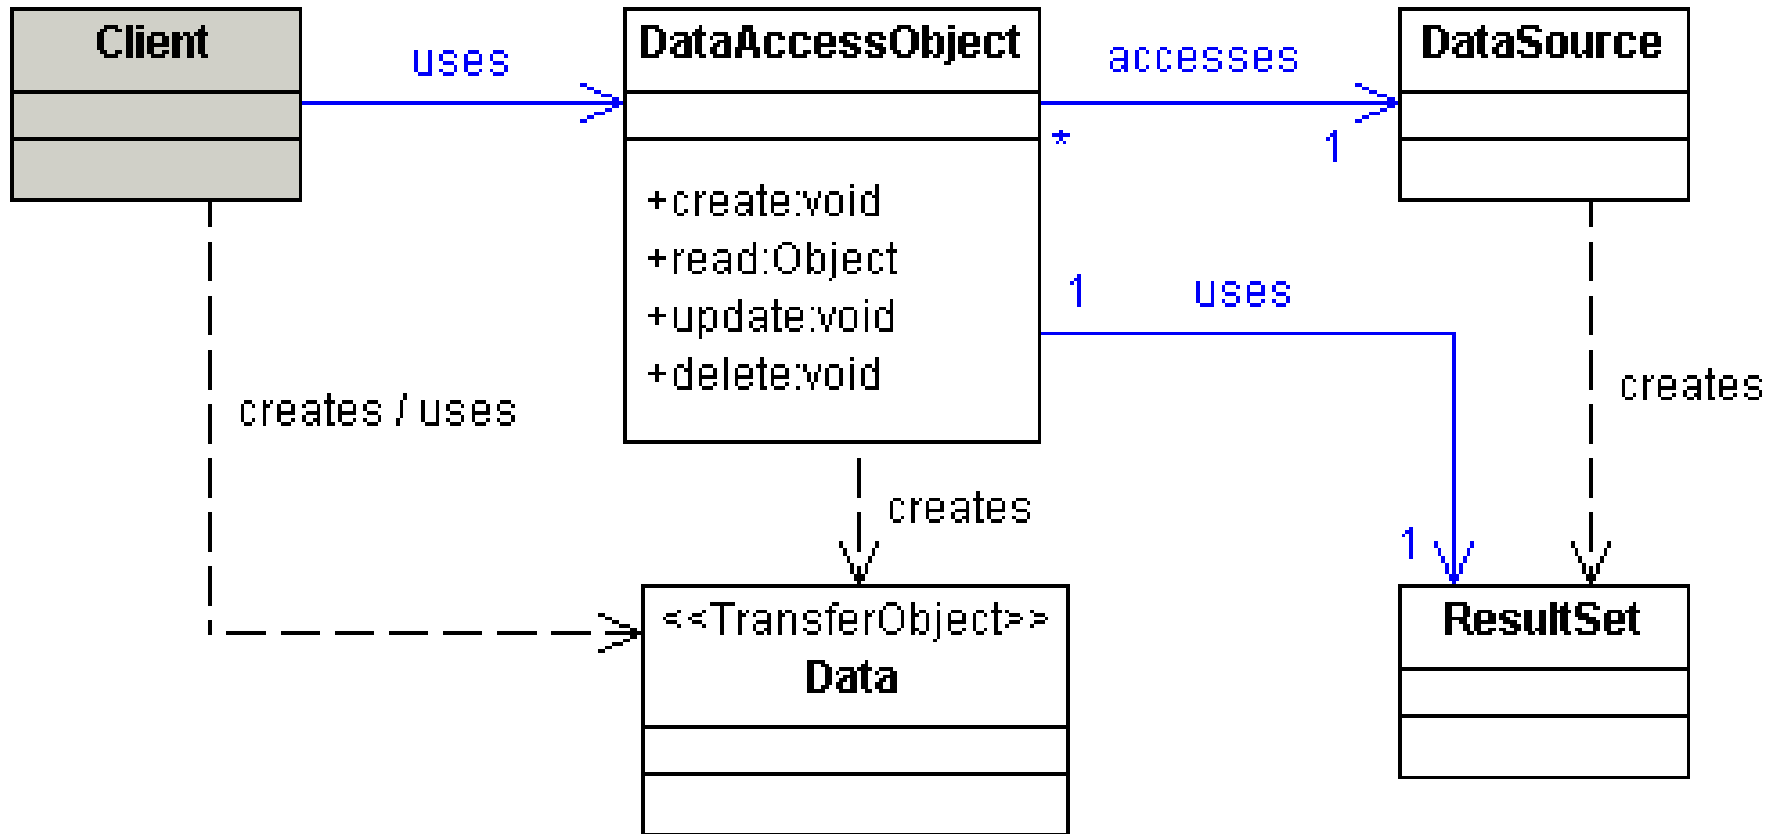 Client
uses
DataAccessObject
accesses
DataSource
*
1
+create:void
+read:Object
+update:void
+delete:void
1
uses
creates
creates / uses
creates
1
<<TransferObject>>
Data
ResultSet